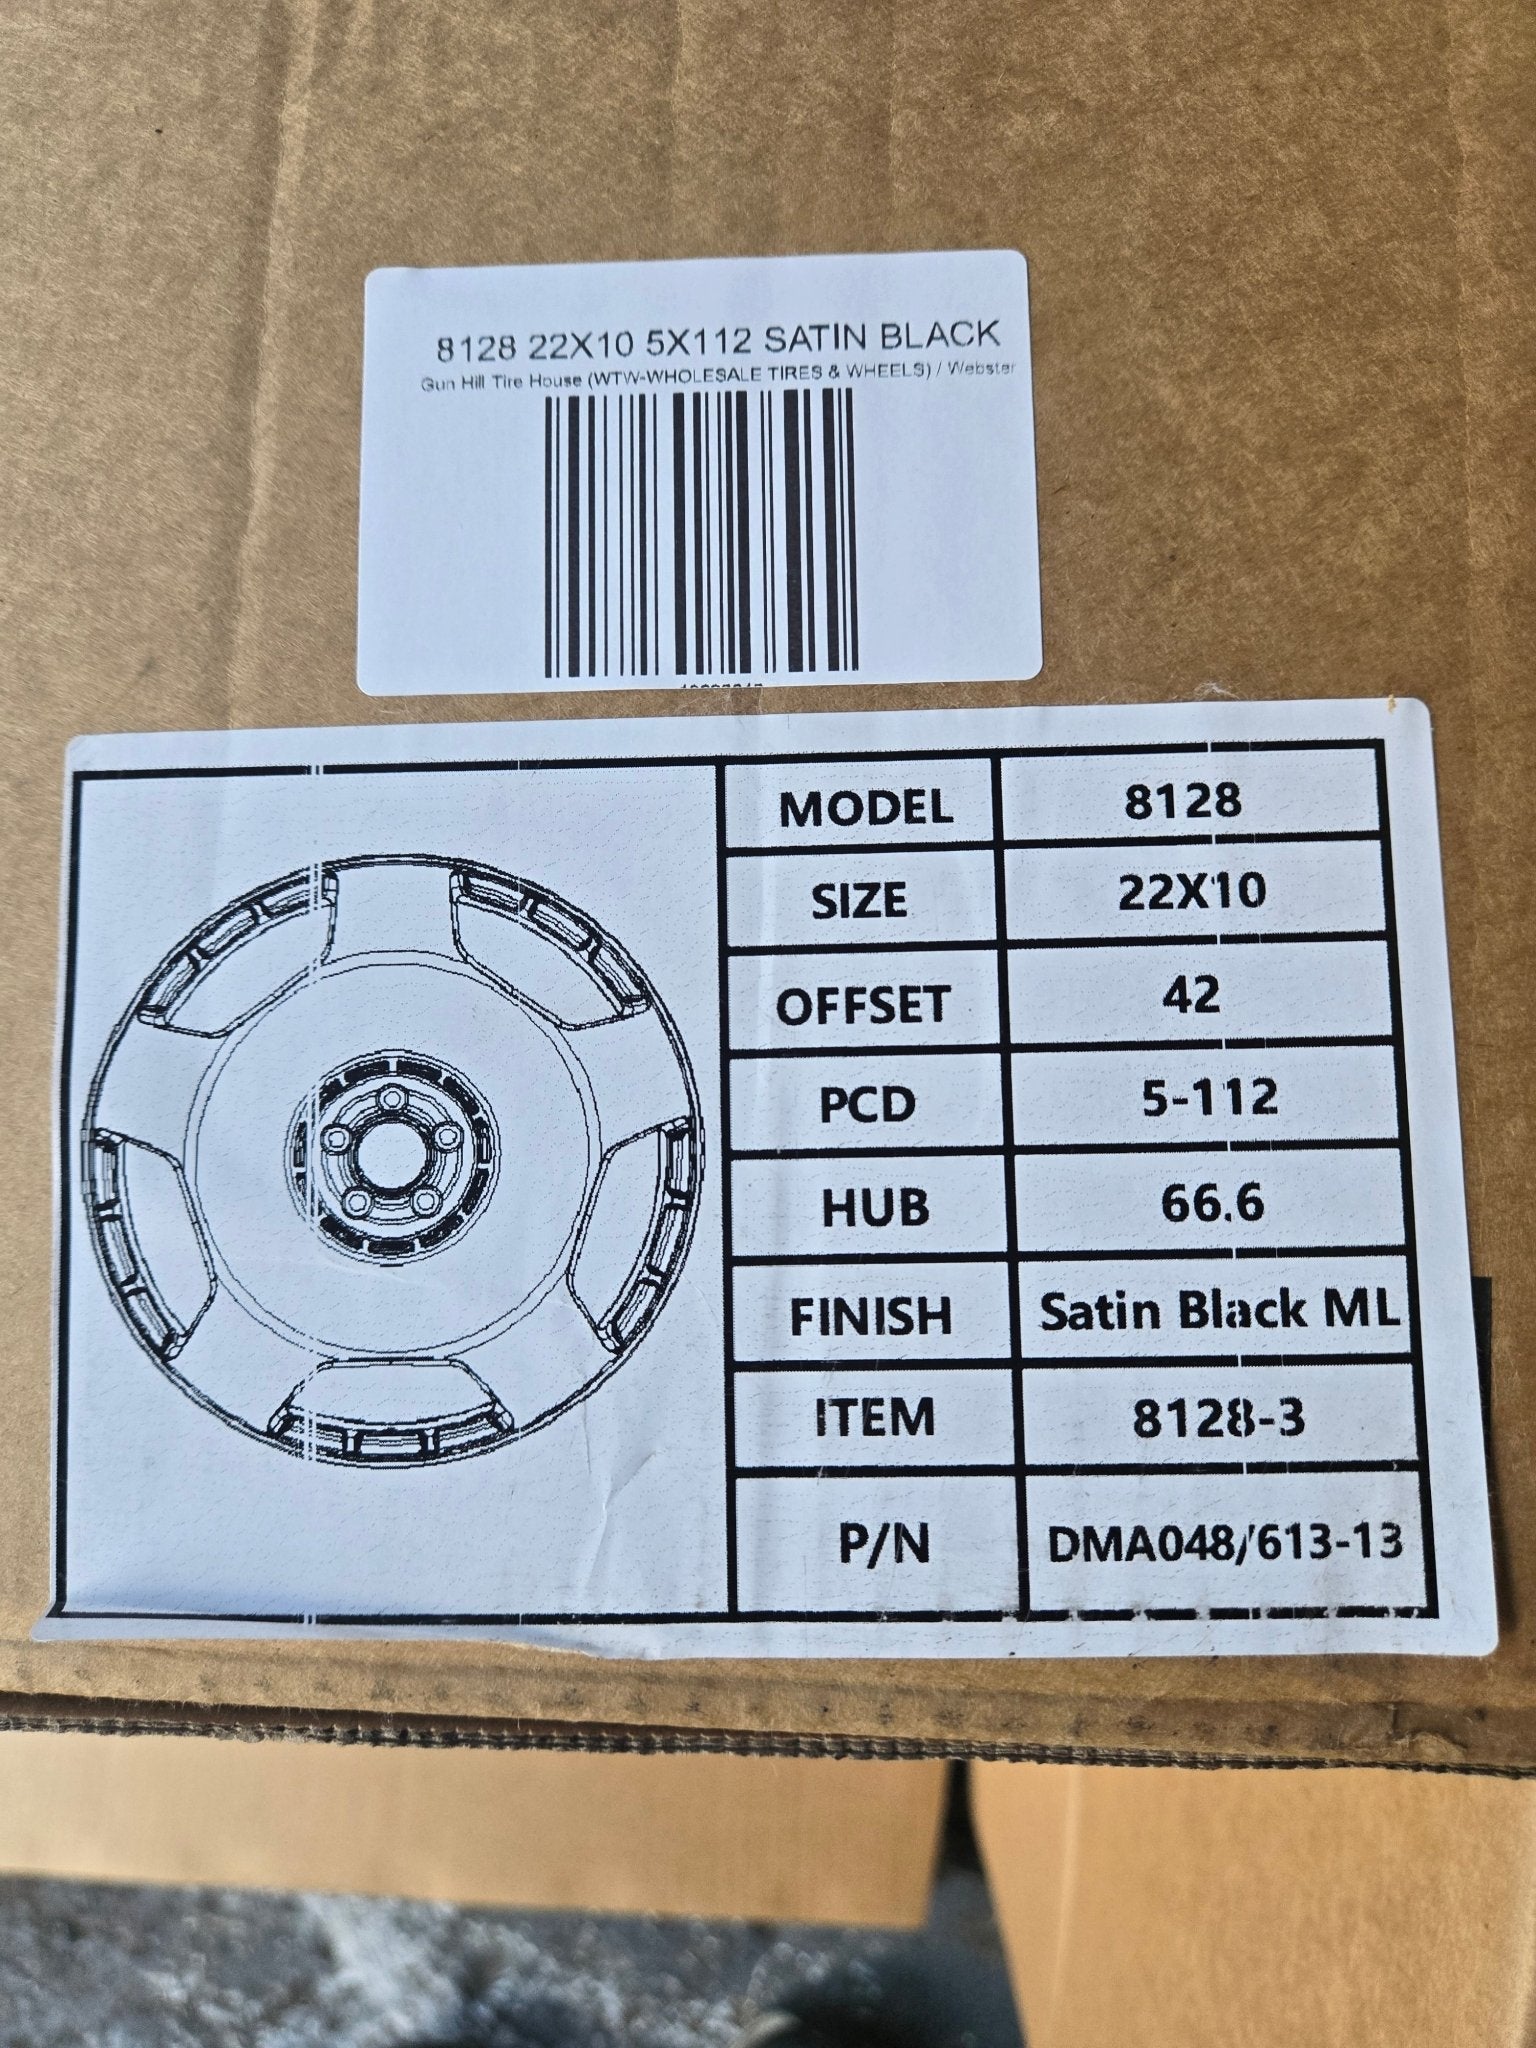 8128 22X10 5X112 SATIN BLACK
Gun Hill Tire House (WTW-WHOLESALE TIRES & WHEELS) / Webster
MODEL 8128
SIZE 22X10
OFFSET 42
PCD 5-112
HUB 66.6
FINISH Satin Black ML
ITEM 8128-3
P/N DMA048/613-13